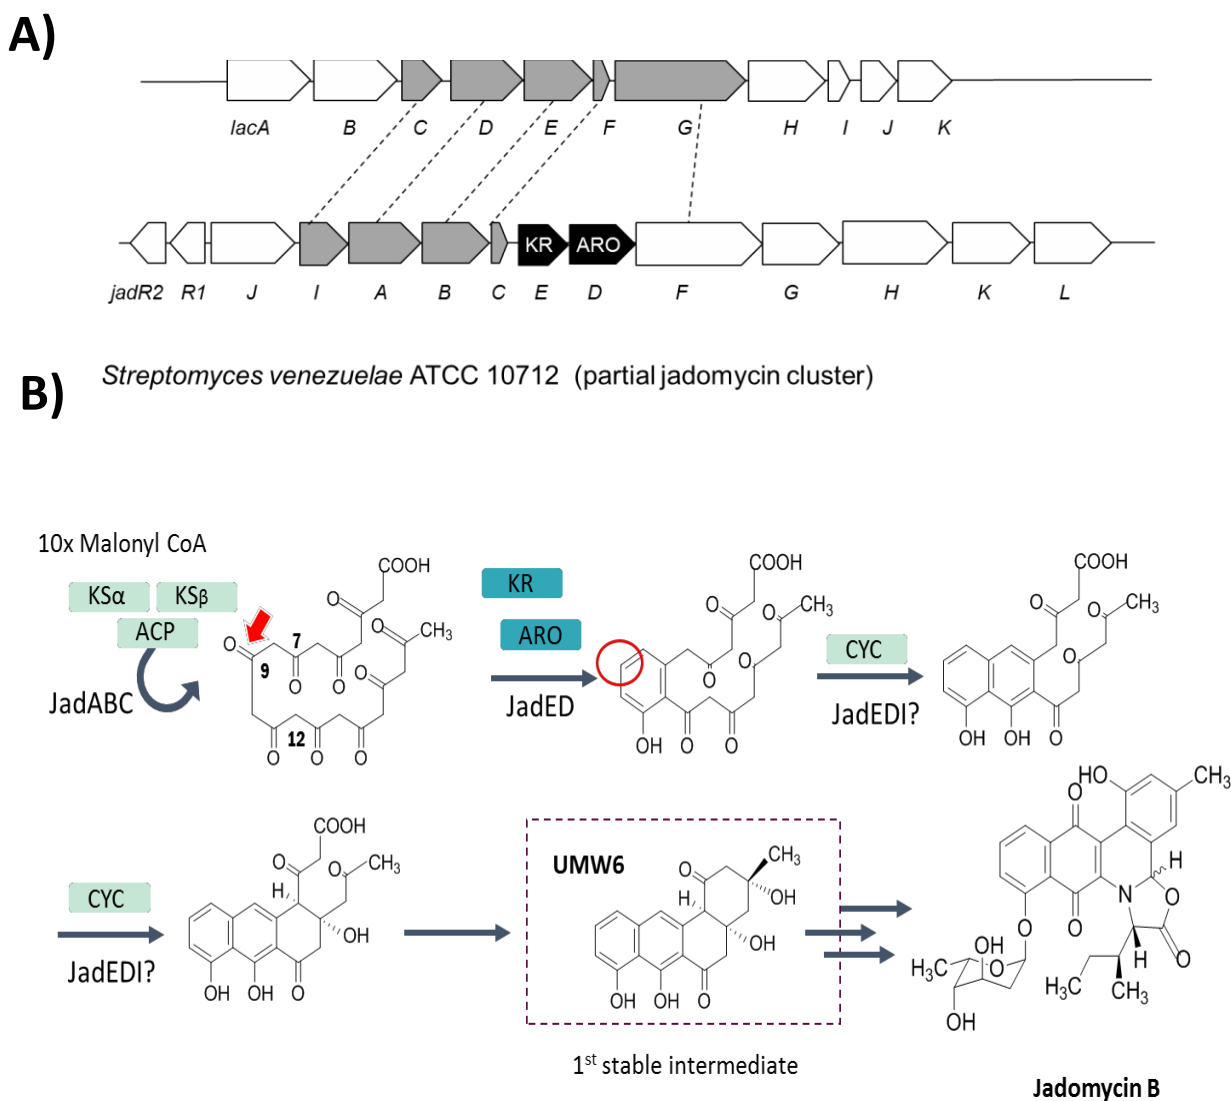 A)
lacA B C D E F G H I J K
KR ARO
jadR2 R1 J I A B C E D F G H K L
Streptomyces venezuelae ATCC 10712 (partial jadomycin cluster)
B)
10x Malonyl CoA
KSα KSβ
ACP
JadABC
COOH
O
O
CH₃
O
7
9
O
O
O
O
12
O
O
KR
ARO
JadED
COOH
O
O
CH₃
O
O
OH
O
O
CYC
JadEDI?
COOH
O
O
CH₃
O
OH
OH
O
CYC
JadEDI?
COOH
O
O
CH₃
H
OH
OH
OH
O
UMW6
O
CH₃
OH
H
OH
OH
OH
O
1st stable intermediate
HO
CH₃
O
H
N
O
O
O
O
H
OH
H₃C
O
OH
H₃C
CH₃
Jadomycin B